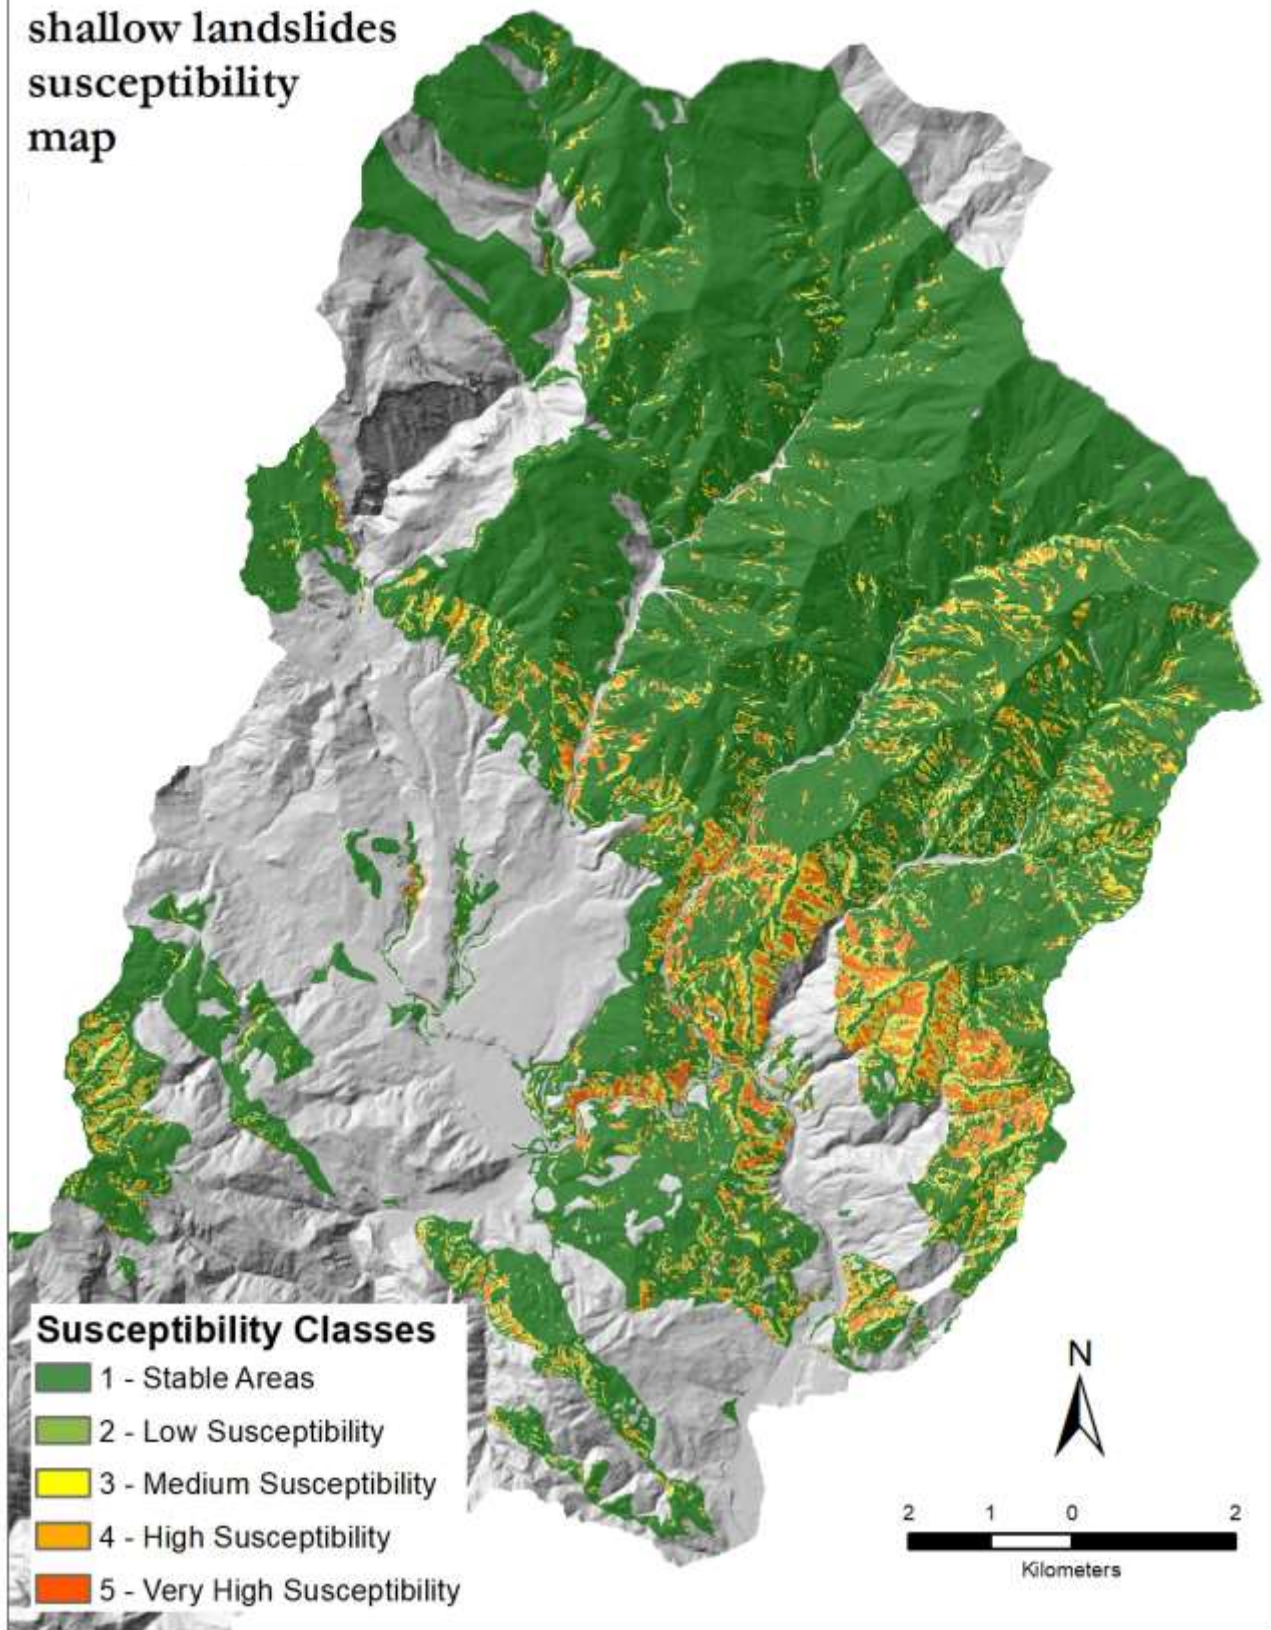 shallow landslides
susceptibility
map
Susceptibility Classes
1 - Stable Areas
2 - Low Susceptibility
3 - Medium Susceptibility
4 - High Susceptibility
5 - Very High Susceptibility
N
2 1 0 2
Kilometers